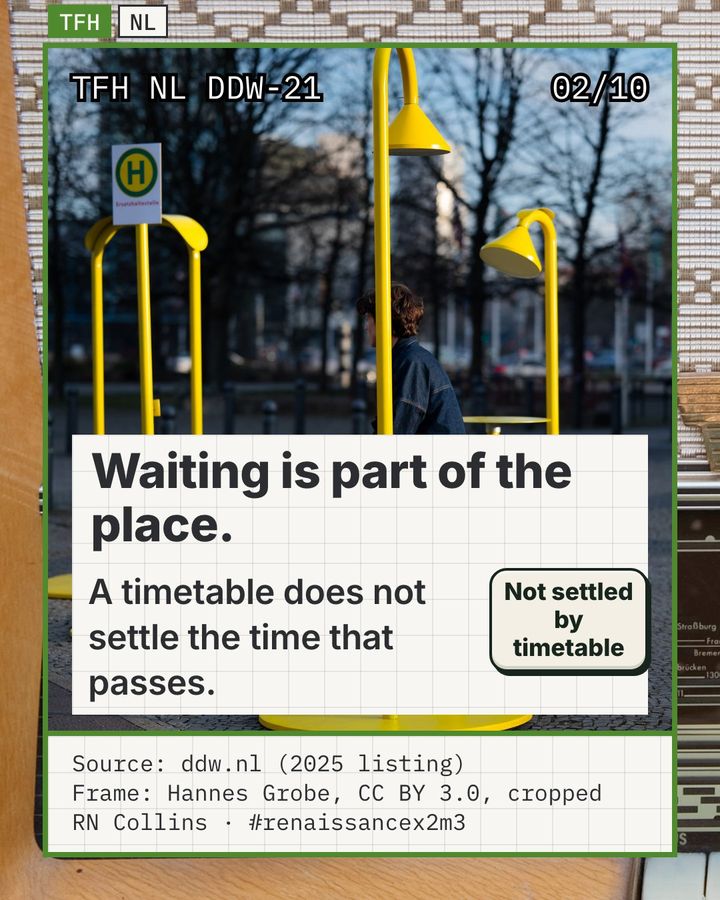 TFH NL
TFH NL DDW-21
02/10
H
Ersatzhaltestelle
Waiting is part of the
place.
A timetable does not
settle the time that
passes.
Not settled
by
timetable
Straßburg
Bremen
Source: ddw.nl (2025 listing)
Frame: Hannes Grobe, CC BY 3.0, cropped
RN Collins · #renaissancex2m3